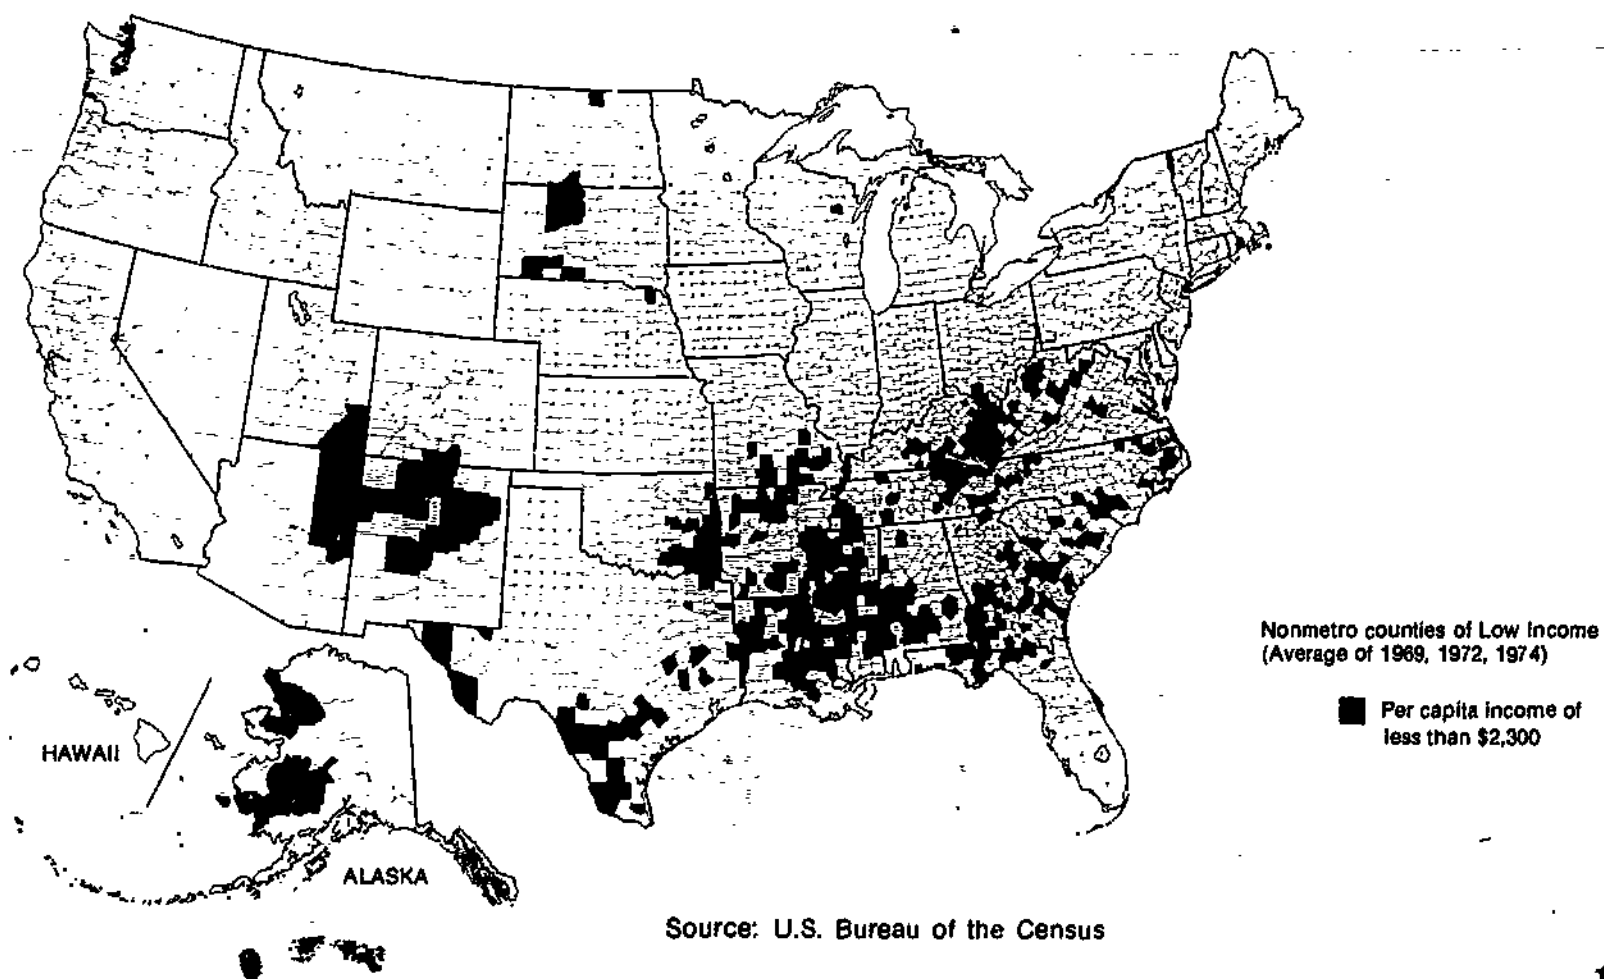 Nonmetro counties of Low Income
(Average of 1969, 1972, 1974)
Per capita income of
less than $2,300
HAWAII
ALASKA
Source: U.S. Bureau of the Census